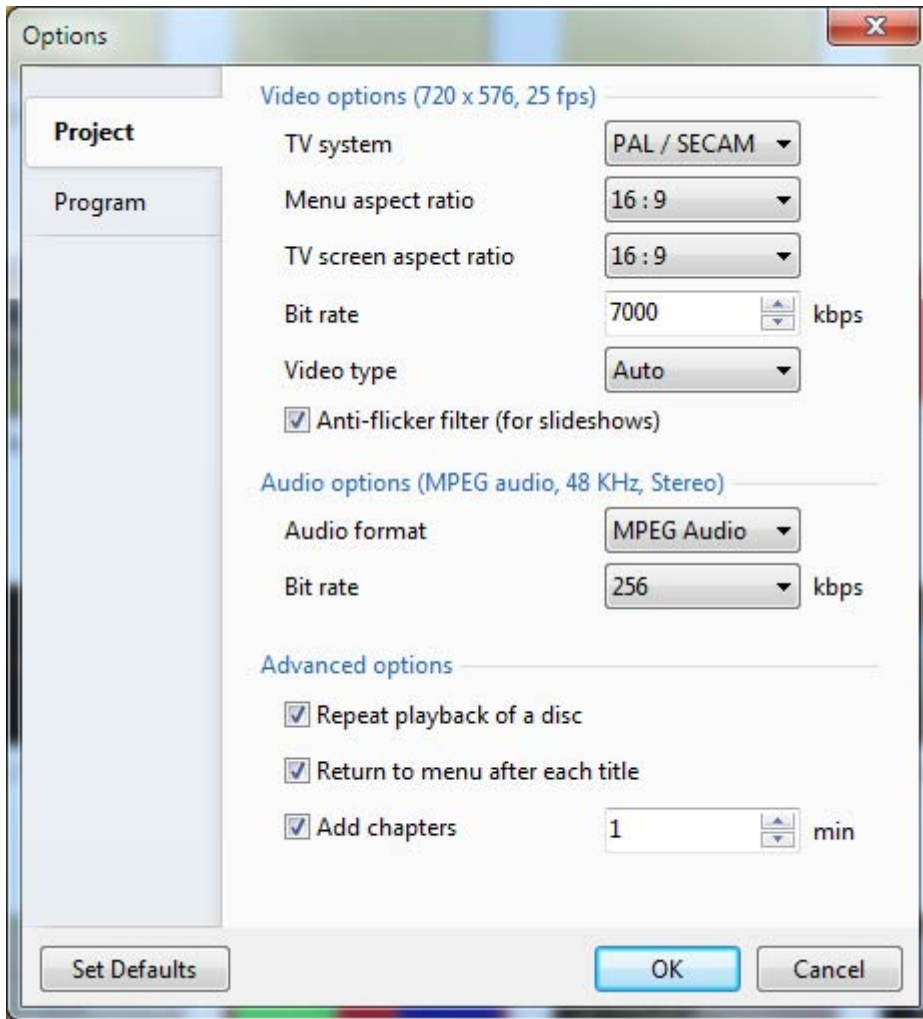 Options
Project
Program
Video options (720 x 576, 25 fps)
TV system PAL / SECAM
Menu aspect ratio 16 : 9
TV screen aspect ratio 16 : 9
Bit rate 7000 kbps
Video type Auto
Anti-flicker filter (for slideshows)
Audio options (MPEG audio, 48 KHz, Stereo)
Audio format MPEG Audio
Bit rate 256 kbps
Advanced options
Repeat playback of a disc
Return to menu after each title
Add chapters 1 min
Set Defaults OK Cancel